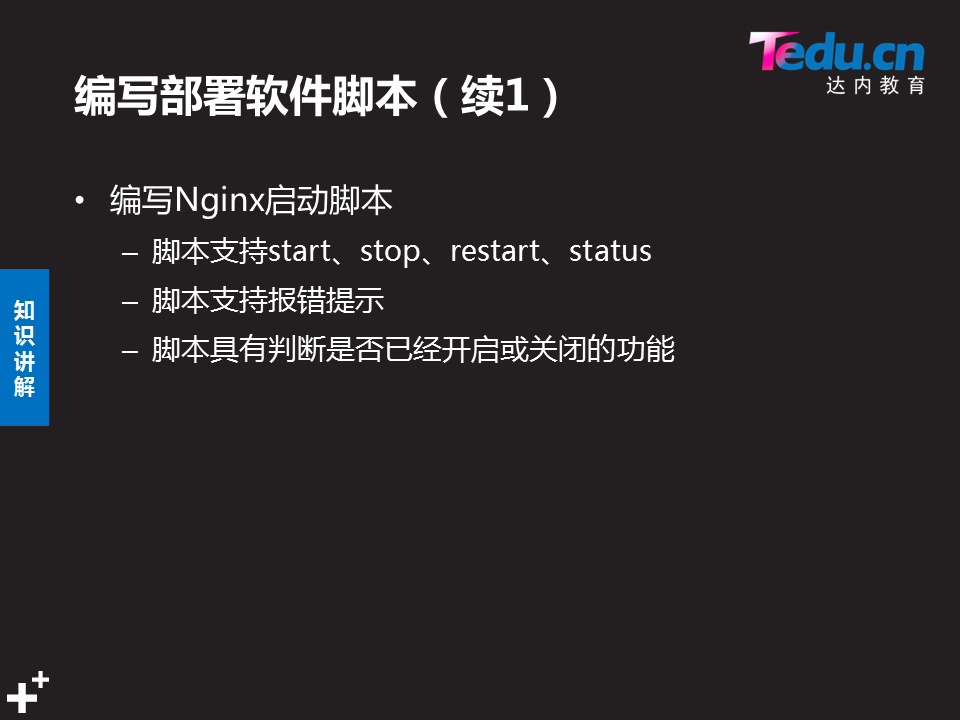 Tedu.cn
达内教育
编写部署软件脚本（续1）
• 编写Nginx启动脚本
– 脚本支持start、stop、restart、status
– 脚本支持报错提示
– 脚本具有判断是否已经开启或关闭的功能
知识讲解